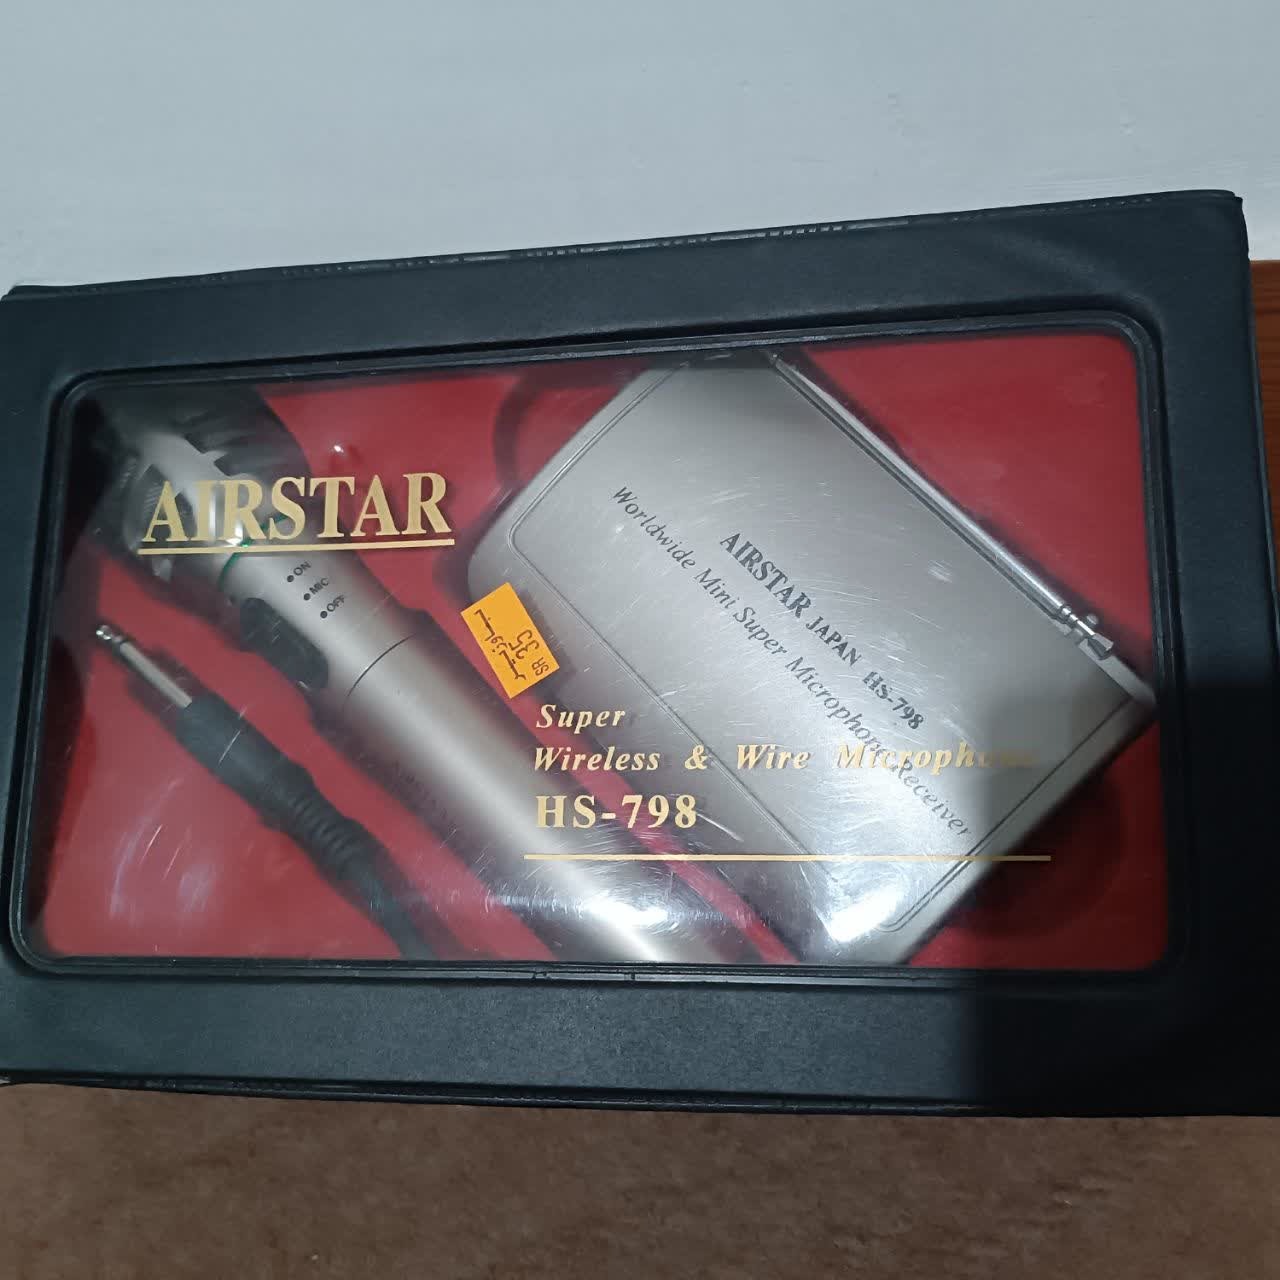 AIRSTAR
ON
MIC
OFF
SR 35
AIRSTAR JAPAN HS-798
Worldwide Mini Super Microphone Receiver
Super
Wireless & Wire Microphone
HS-798